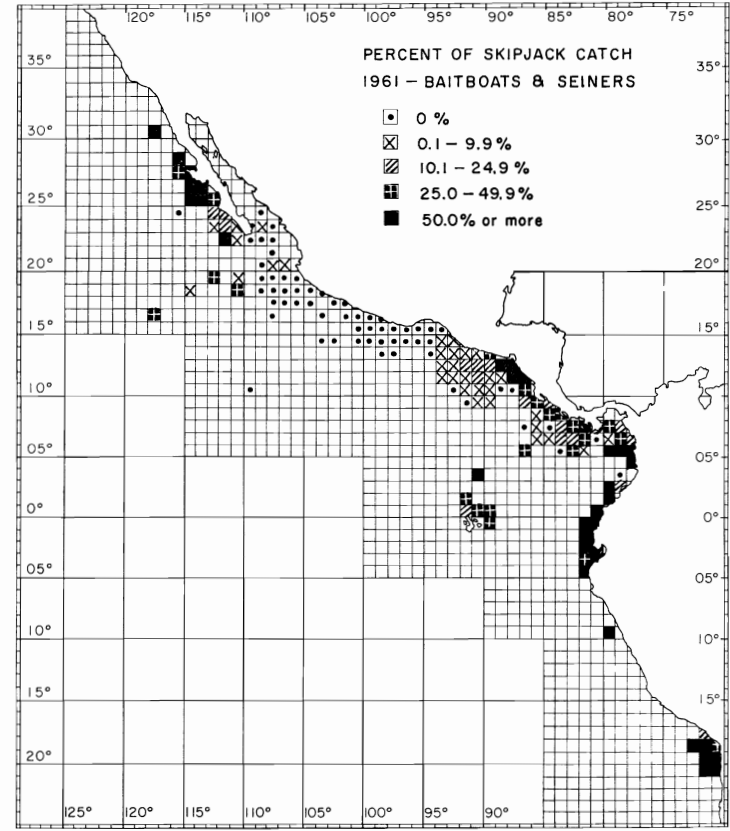 120° 115° 110° 105° 100° 95° 90° 85° 80° 75°
PERCENT OF SKIPJACK CATCH
1961 – BAITBOATS & SEINERS
0 %
0.1 – 9.9 %
10.1 – 24.9 %
25.0 – 49.9 %
50.0% or more
35° 35°
30° 30°
25° 25°
20° 20°
15° 15°
10° 10°
05° 05°
0° 0°
05° 05°
10° 10°
15° 15°
20°
125° 120° 115° 110° 105° 100° 95° 90°